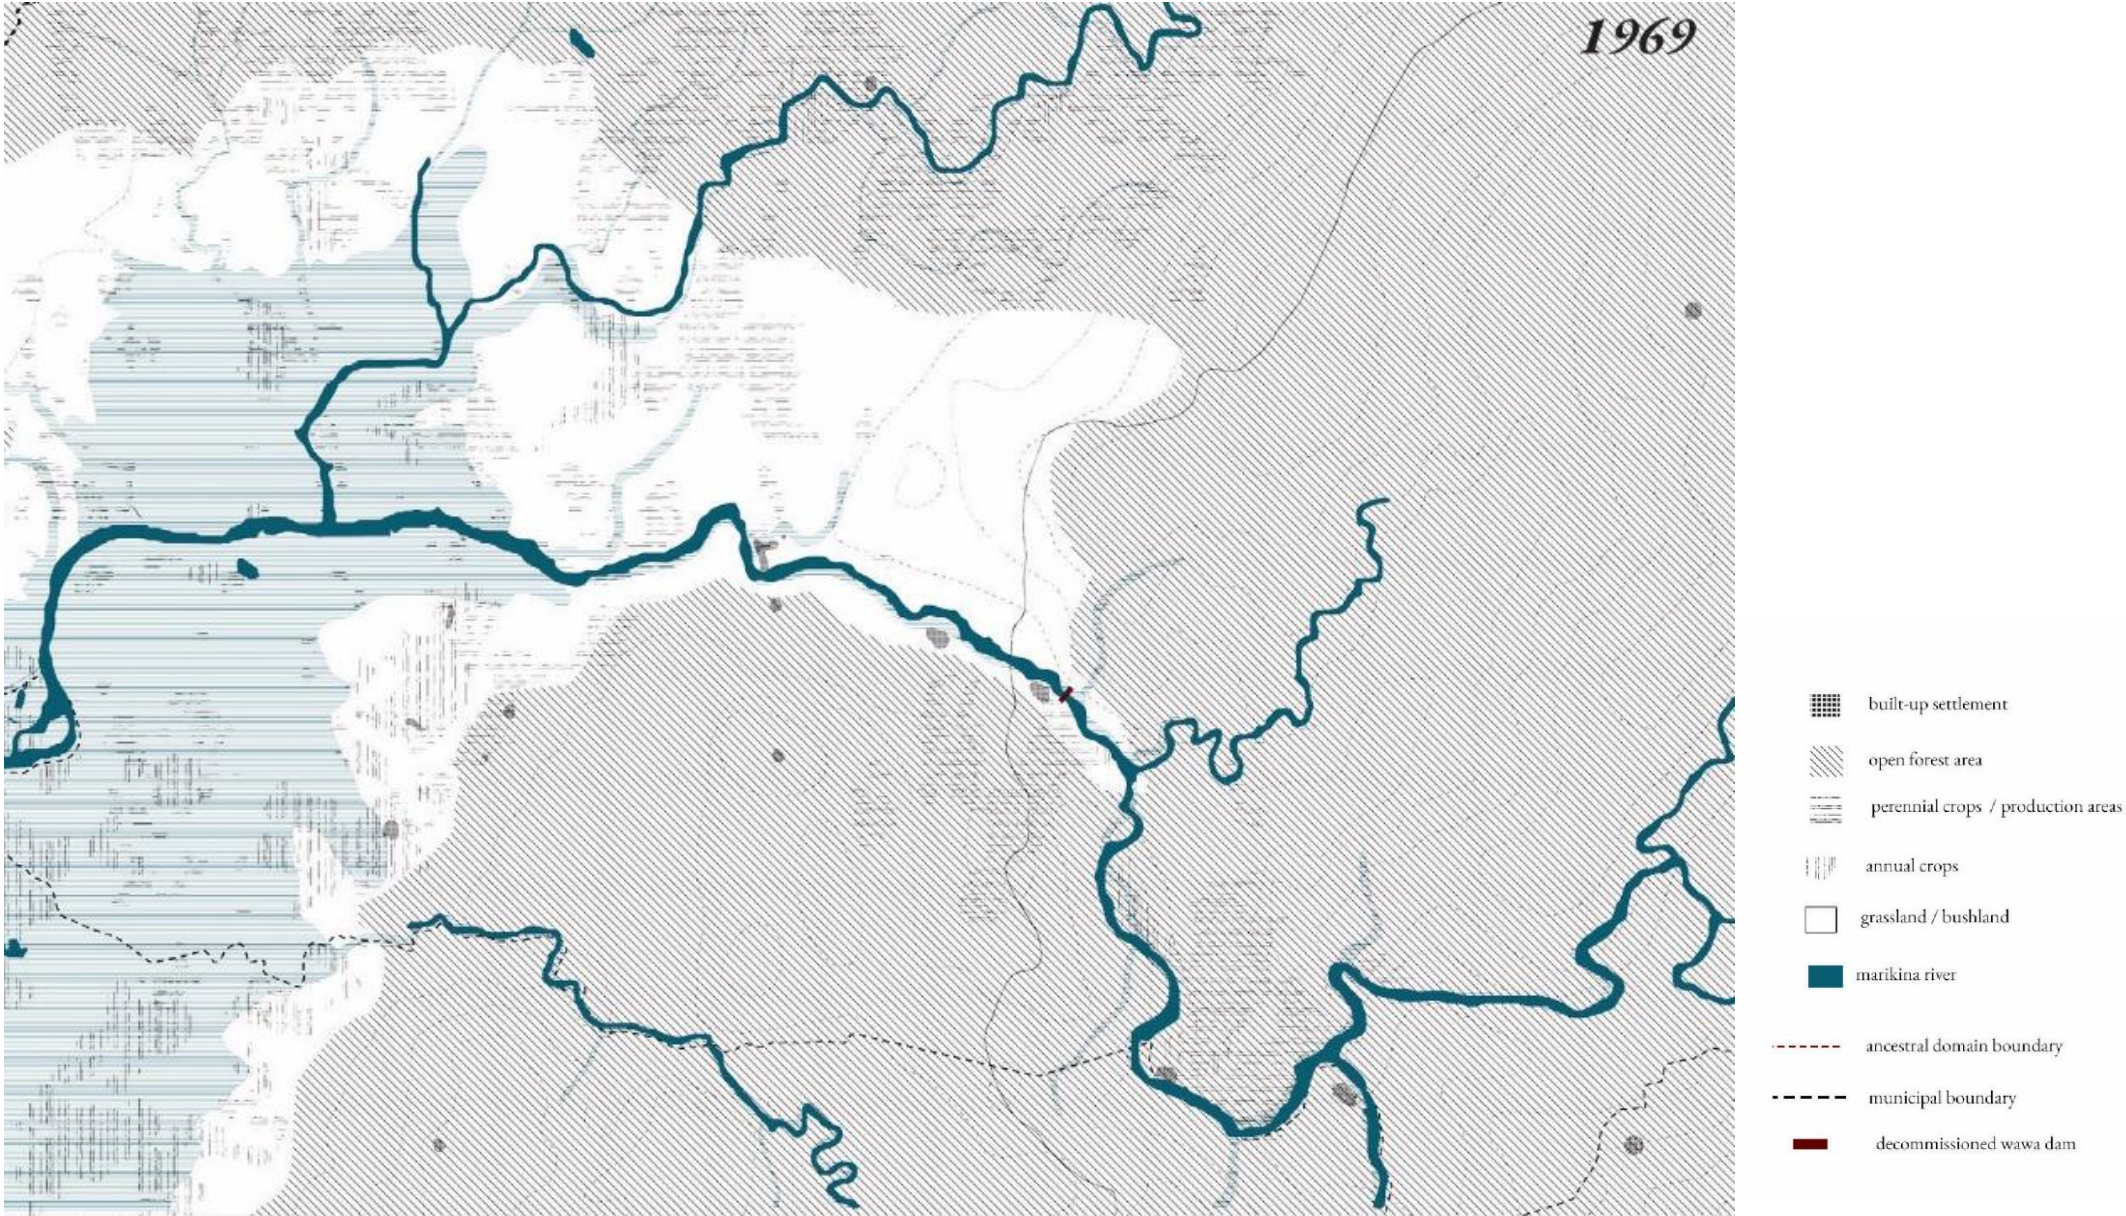 1969
built-up settlement
open forest area
perennial crops / production areas
annual crops
grassland / bushland
marikina river
ancestral domain boundary
municipal boundary
decommissioned wawa dam